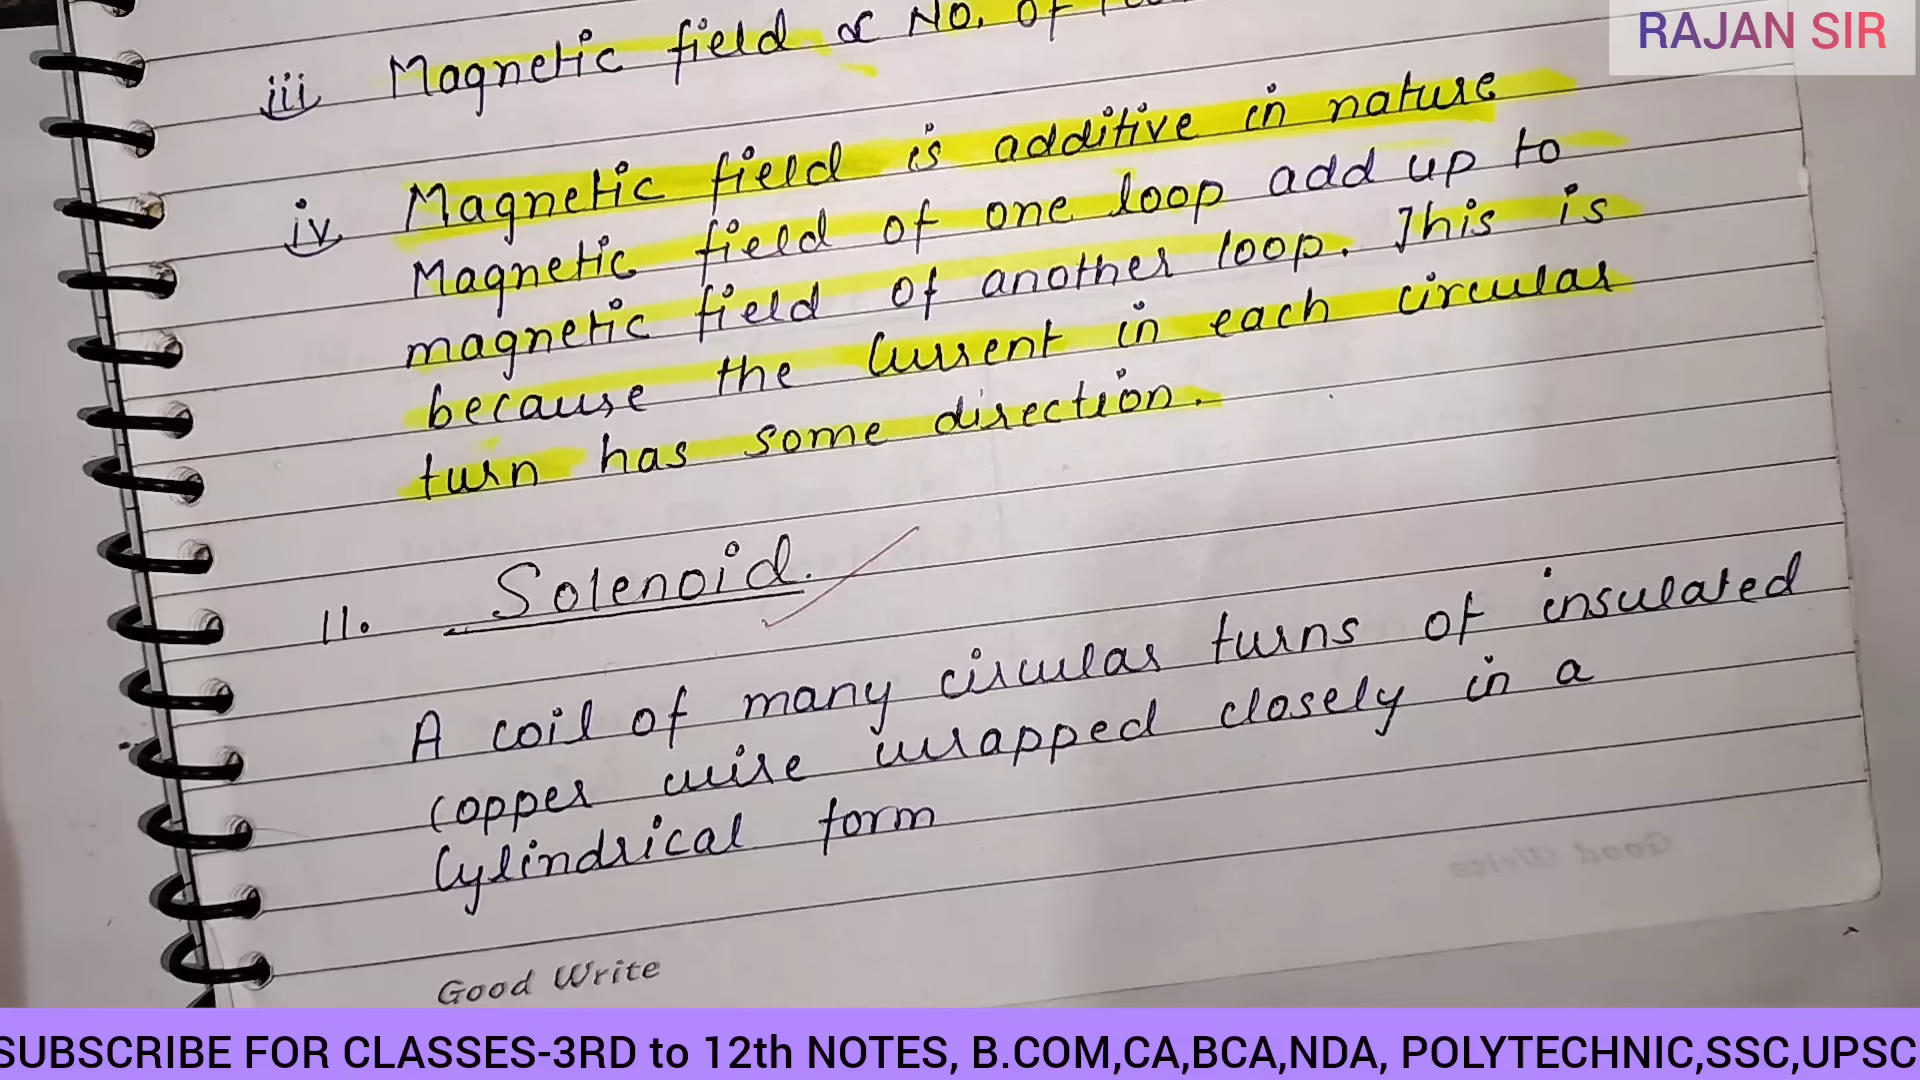 RAJAN SIR
iii Magnetic field ∝ No. of
iv Magnetic field is additive in nature
Magnetic field of one loop add up to
magnetic field of another loop. This is
because the current in each circular
turn has some direction.
11. Solenoid.
A coil of many circular turns of insulated
copper wire wrapped closely in a
Cylindrical form
Good Write
SUBSCRIBE FOR CLASSES-3RD to 12th NOTES, B.COM,CA,BCA,NDA, POLYTECHNIC,SSC,UPSC